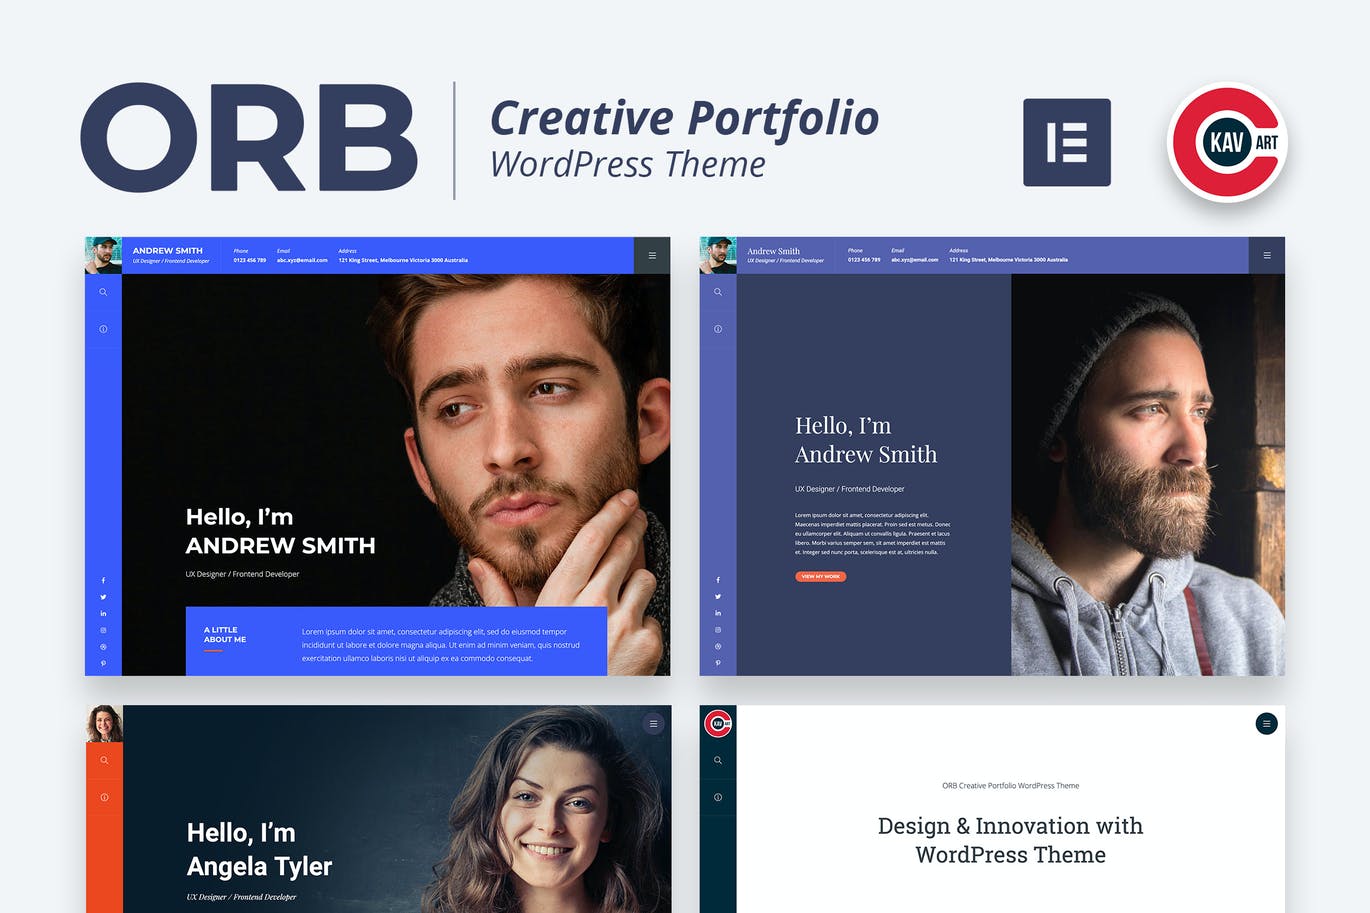 ORB
Creative Portfolio
WordPress Theme
KAV ART
ANDREW SMITH
UX Designer / Frontend Developer
Phone
0123 456 789
Email
abc.xyz@email.com
Address
121 King Street, Melbourne Victoria 3000 Australia
Hello, I’m
ANDREW SMITH
UX Designer / Frontend Developer
A LITTLE
ABOUT ME
Lorem ipsum dolor sit amet, consectetur adipiscing elit, sed do eiusmod tempor
incididunt ut labore et dolore magna aliqua. Ut enim ad minim veniam, quis nostrud
exercitation ullamco laboris nisi ut aliquip ex ea commodo consequat.
Andrew Smith
UX Designer / Frontend Developer
Phone
0123 456 789
Email
abc.xyz@email.com
Address
121 King Street, Melbourne Victoria 3000 Australia
Hello, I’m
Andrew Smith
UX Designer / Frontend Developer
Lorem ipsum dolor sit amet, consectetur adipiscing elit.
Maecenas imperdiet mattis placerat. Proin sed est metus. Donec
eu ullamcorper elit. Aliquam ut convallis ligula. Praesent et lacus
libero. Morbi varius semper sem, sit amet imperdiet est mattis
et. Integer sed nunc porta, scelerisque est at, ultricies nulla.
VIEW MY WORK
Hello, I’m
Angela Tyler
UX Designer / Frontend Developer
KAV ART
ORB Creative Portfolio WordPress Theme
Design & Innovation with
WordPress Theme